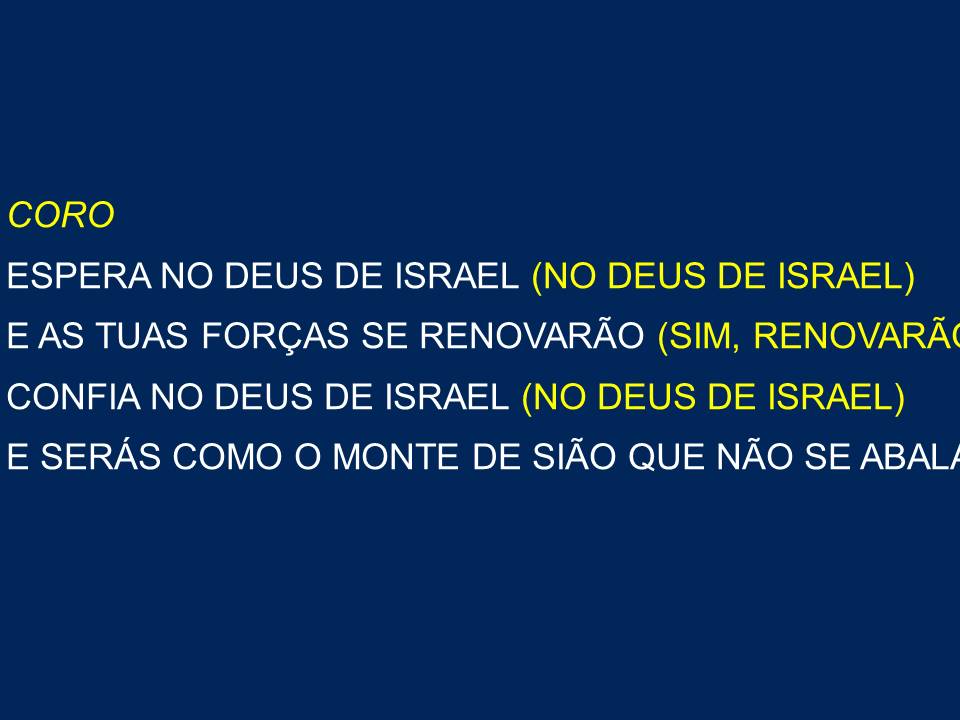 CORO
ESPERA NO DEUS DE ISRAEL (NO DEUS DE ISRAEL)
E AS TUAS FORÇAS SE RENOVARÃO (SIM, RENOVARÃO
CONFIA NO DEUS DE ISRAEL (NO DEUS DE ISRAEL)
E SERÁS COMO O MONTE DE SIÃO QUE NÃO SE ABALA